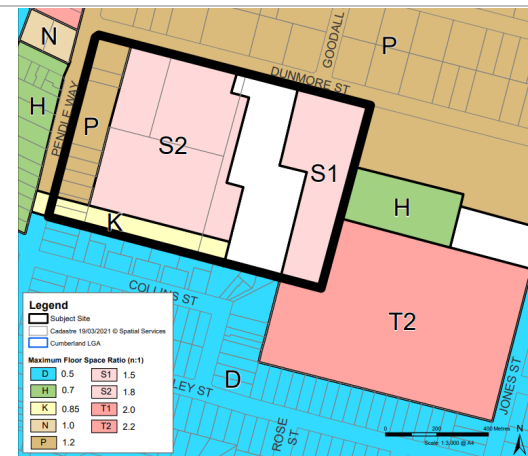 N
GOODALL
P
DUNMORE ST
H
PENDLE WAY
P
S2
S1
H
K
COLLINS ST
T2
D
LEY ST
ROSE ST
JONES ST
Legend
Subject Site
Cadastre 19/03/2021 © Spatial Services
Cumberland LGA
Maximum Floor Space Ratio (n:1)
D 0.5 S1 1.5
H 0.7 S2 1.8
K 0.85 T1 2.0
N 1.0 T2 2.2
P 1.2
0 200 400 Metres
Scale 1:3,000 @ A4
N